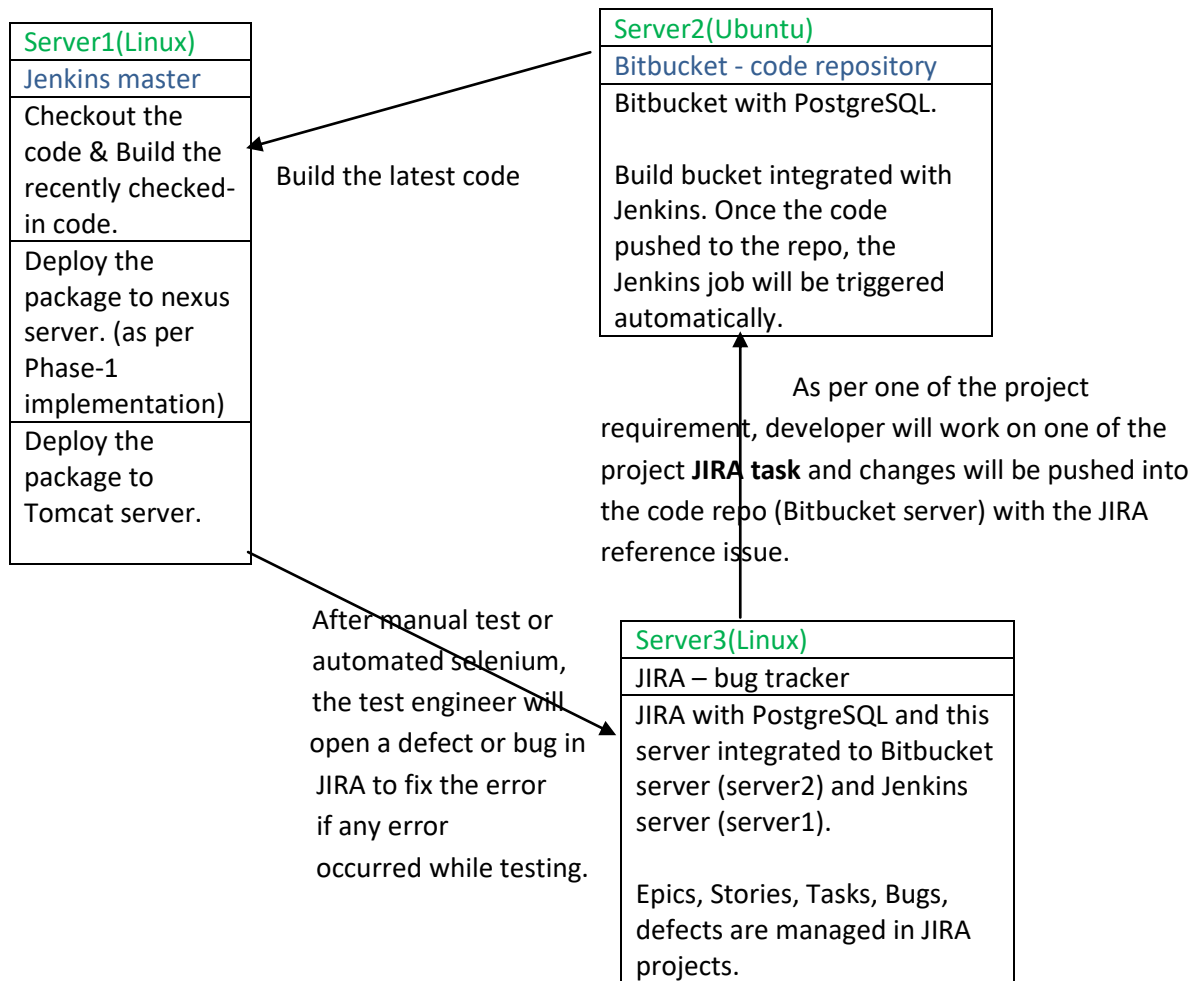 Server1(Linux)
Jenkins master
Checkout the
code & Build the
recently checked-
in code.
Deploy the
package to nexus
server. (as per
Phase-1
implementation)
Deploy the
package to
Tomcat server.
Build the latest code
Server2(Ubuntu)
Bitbucket - code repository
Bitbucket with PostgreSQL.
Build bucket integrated with
Jenkins. Once the code
pushed to the repo, the
Jenkins job will be triggered
automatically.
As per one of the project
requirement, developer will work on one of the
project JIRA task and changes will be pushed into
the code repo (Bitbucket server) with the JIRA
reference issue.
After manual test or
automated selenium,
the test engineer will
open a defect or bug in
JIRA to fix the error
if any error
occurred while testing.
Server3(Linux)
JIRA – bug tracker
JIRA with PostgreSQL and this
server integrated to Bitbucket
server (server2) and Jenkins
server (server1).
Epics, Stories, Tasks, Bugs,
defects are managed in JIRA
projects.